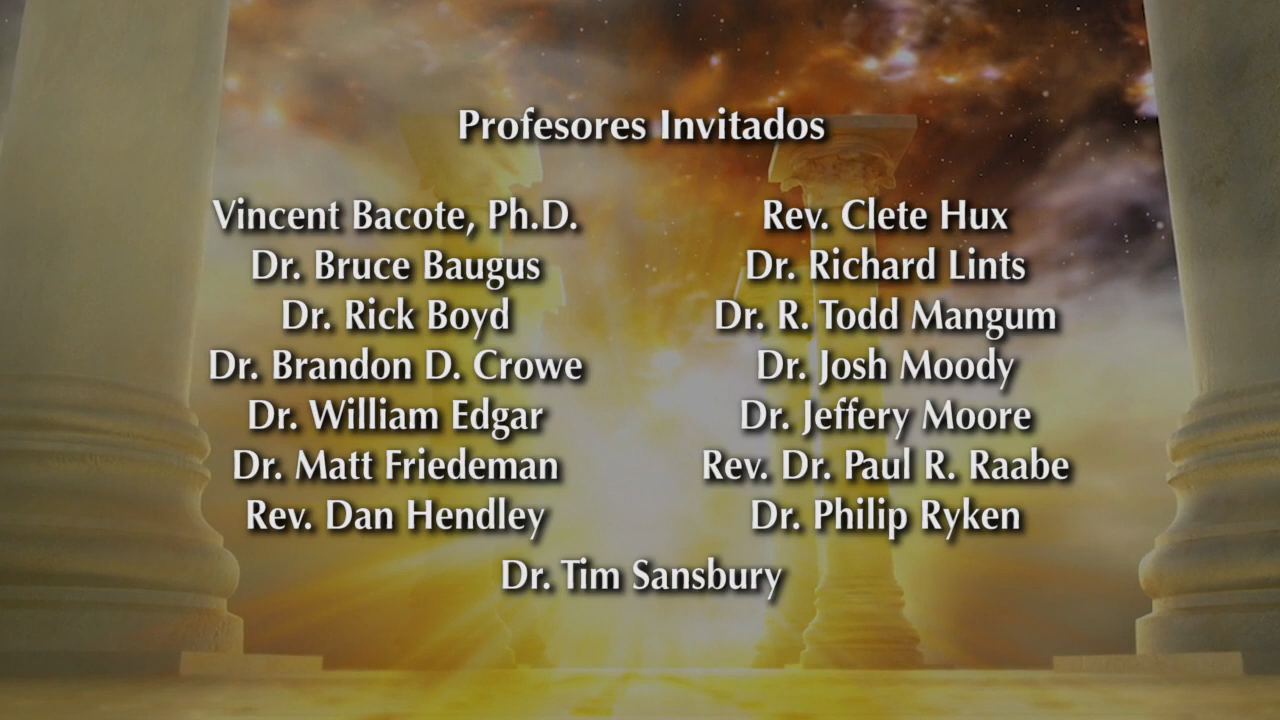 Profesores Invitados
Vincent Bacote, Ph.D.
Dr. Bruce Baugus
Dr. Rick Boyd
Dr. Brandon D. Crowe
Dr. William Edgar
Dr. Matt Friedeman
Rev. Dan Hendley
Rev. Clete Hux
Dr. Richard Lints
Dr. R. Todd Mangum
Dr. Josh Moody
Dr. Jeffery Moore
Rev. Dr. Paul R. Raabe
Dr. Philip Ryken
Dr. Tim Sansbury